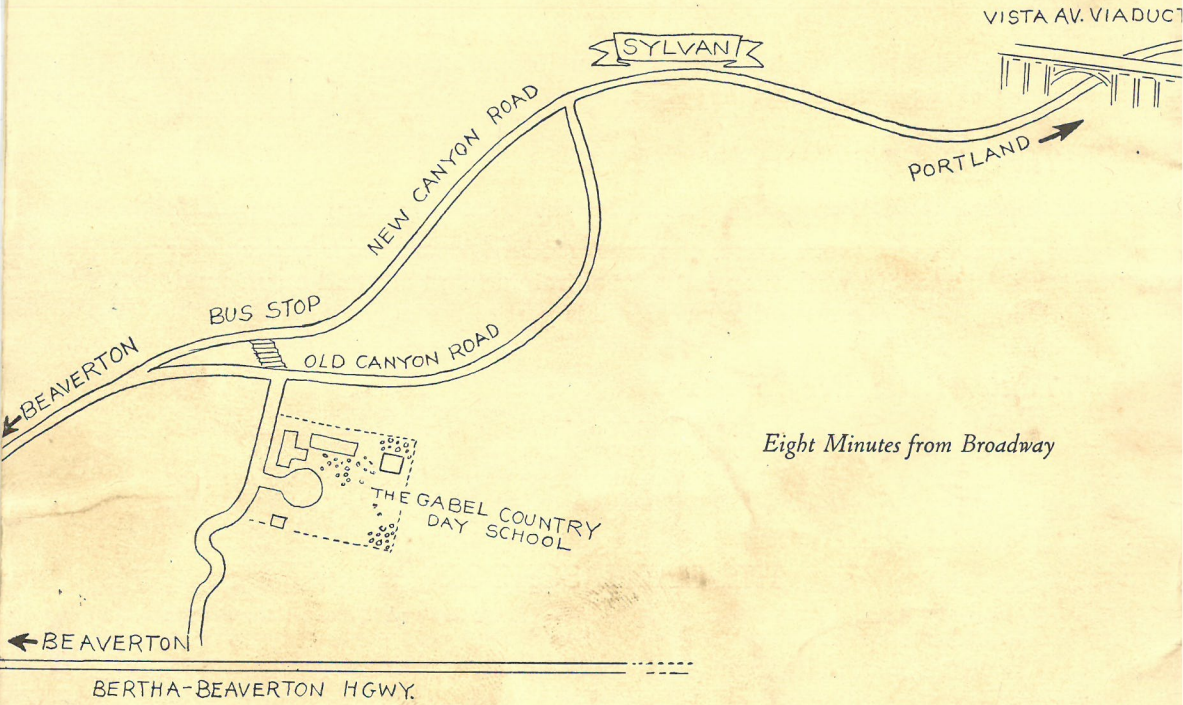 VISTA AV. VIADUCT
SYLVAN
NEW CANYON ROAD
PORTLAND
BUS STOP
OLD CANYON ROAD
BEAVERTON
Eight Minutes from Broadway
THE GABEL COUNTRY
DAY SCHOOL
BEAVERTON
BERTHA-BEAVERTON HGWY.